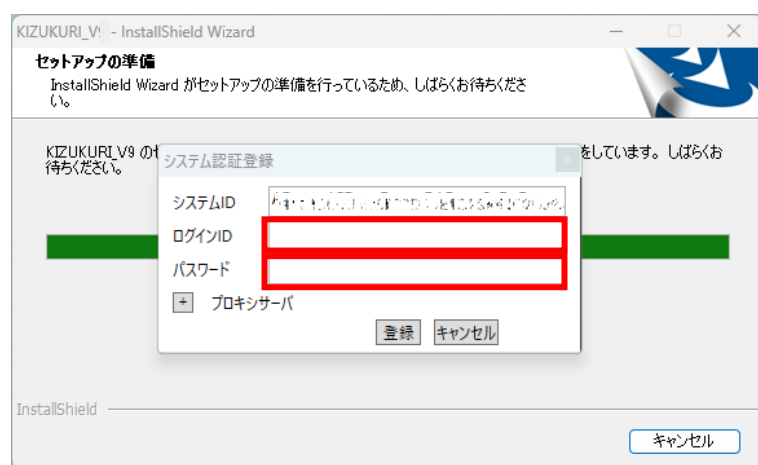 KIZUKURI_V - InstallShield Wizard
セットアップの準備
InstallShield Wizard がセットアップの準備を行っているため、しばらくお待ちくださ
い。
KIZUKURI_V9 の
をしています。しばらくお
待ちください。
システム認証登録
x
システムID
ログインID
パスワード
+ プロキシサーバ
登録 キャンセル
InstallShield
キャンセル